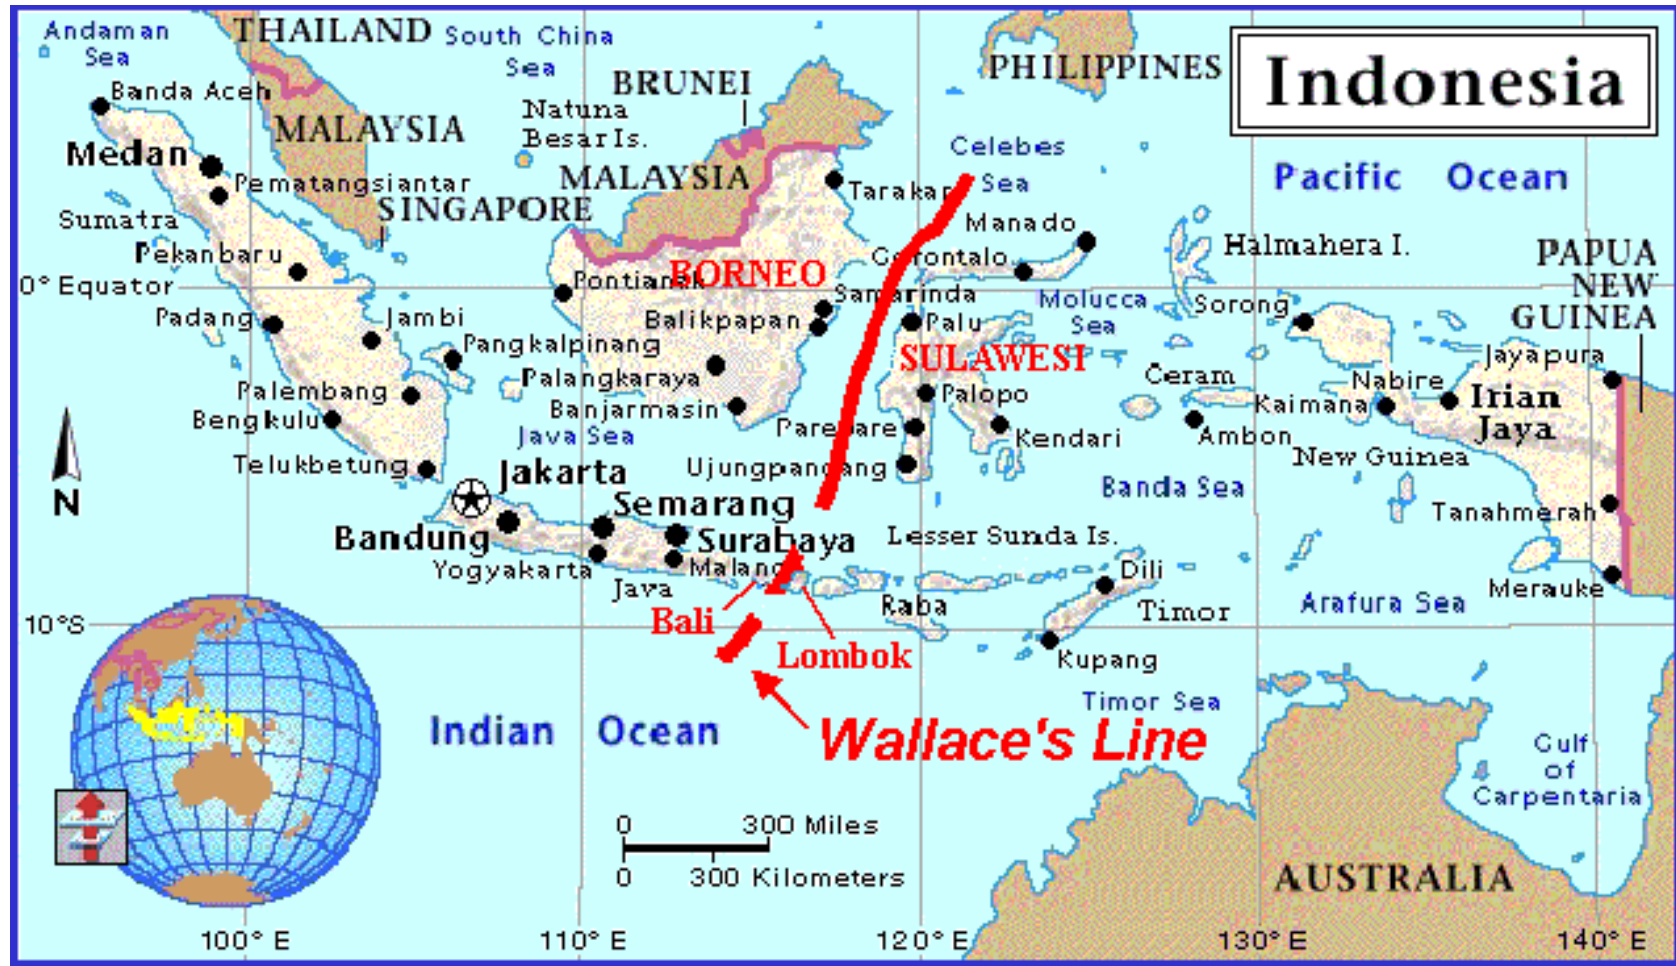 Andaman
Sea
THAILAND
South China
Sea
PHILIPPINES
Indonesia
BRUNEI
Banda Aceh
MALAYSIA
Natuna
Besar Is.
Medan
Celebes
Sea
Pacific Ocean
Pematangsiantar
MALAYSIA
Tarakan
SINGAPORE
Sumatra
Manado
Halmahera I.
PAPUA
NEW
GUINEA
Pekanbaru
Gorontalo
BORNEO
0° Equator
Pontianak
Samarinda
Molucca
Sea
Sorong
Padang
Jambi
Balikpapan
Palu
Pangkalpinang
SULAWESI
Jayapura
Palangkaraya
Ceram
Nabire
Palembang
Palopo
Irian
Jaya
Bengkulu
Banjarmasin
Kaimana
Java Sea
Parepare
Kendari
Ambon
New Guinea
Telukbetung
Ujungpandang
Jakarta
Banda Sea
N
Semarang
Tanahmerah
Bandung
Surabaya
Lesser Sunda Is.
Yogyakarta
Malang
Dili
Java
Merauke
Bali
Raba
Timor
Arafura Sea
10°S
Lombok
Kupang
Timor Sea
Indian Ocean
Wallace's Line
Gulf
of
Carpentaria
0 300 Miles
0 300 Kilometers
AUSTRALIA
100° E 110° E 120° E 130° E 140° E